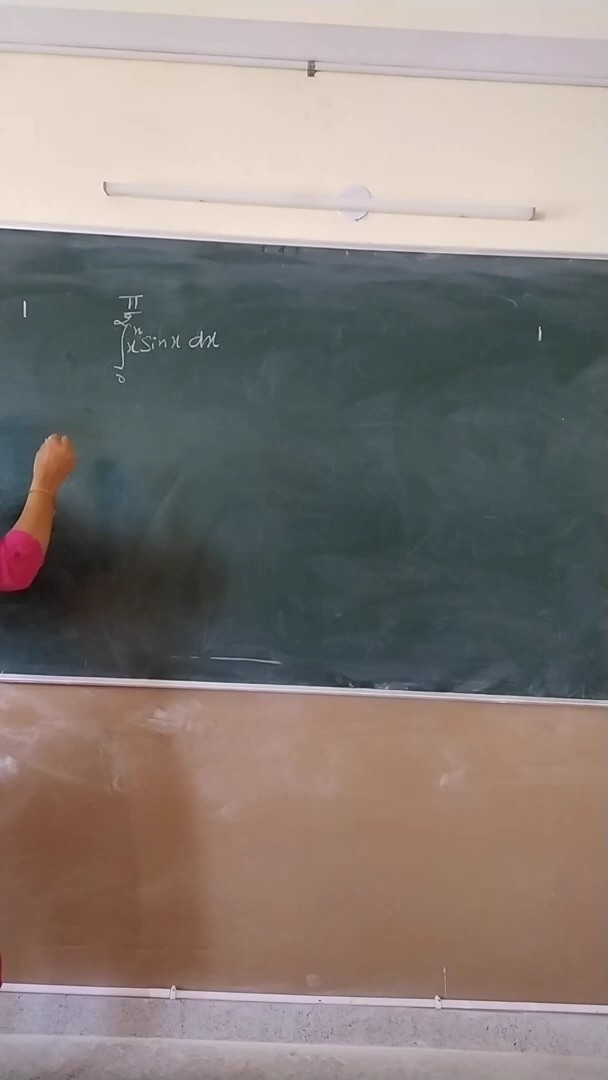 |
∫₀^(π/2) xⁿ sin x dx
|